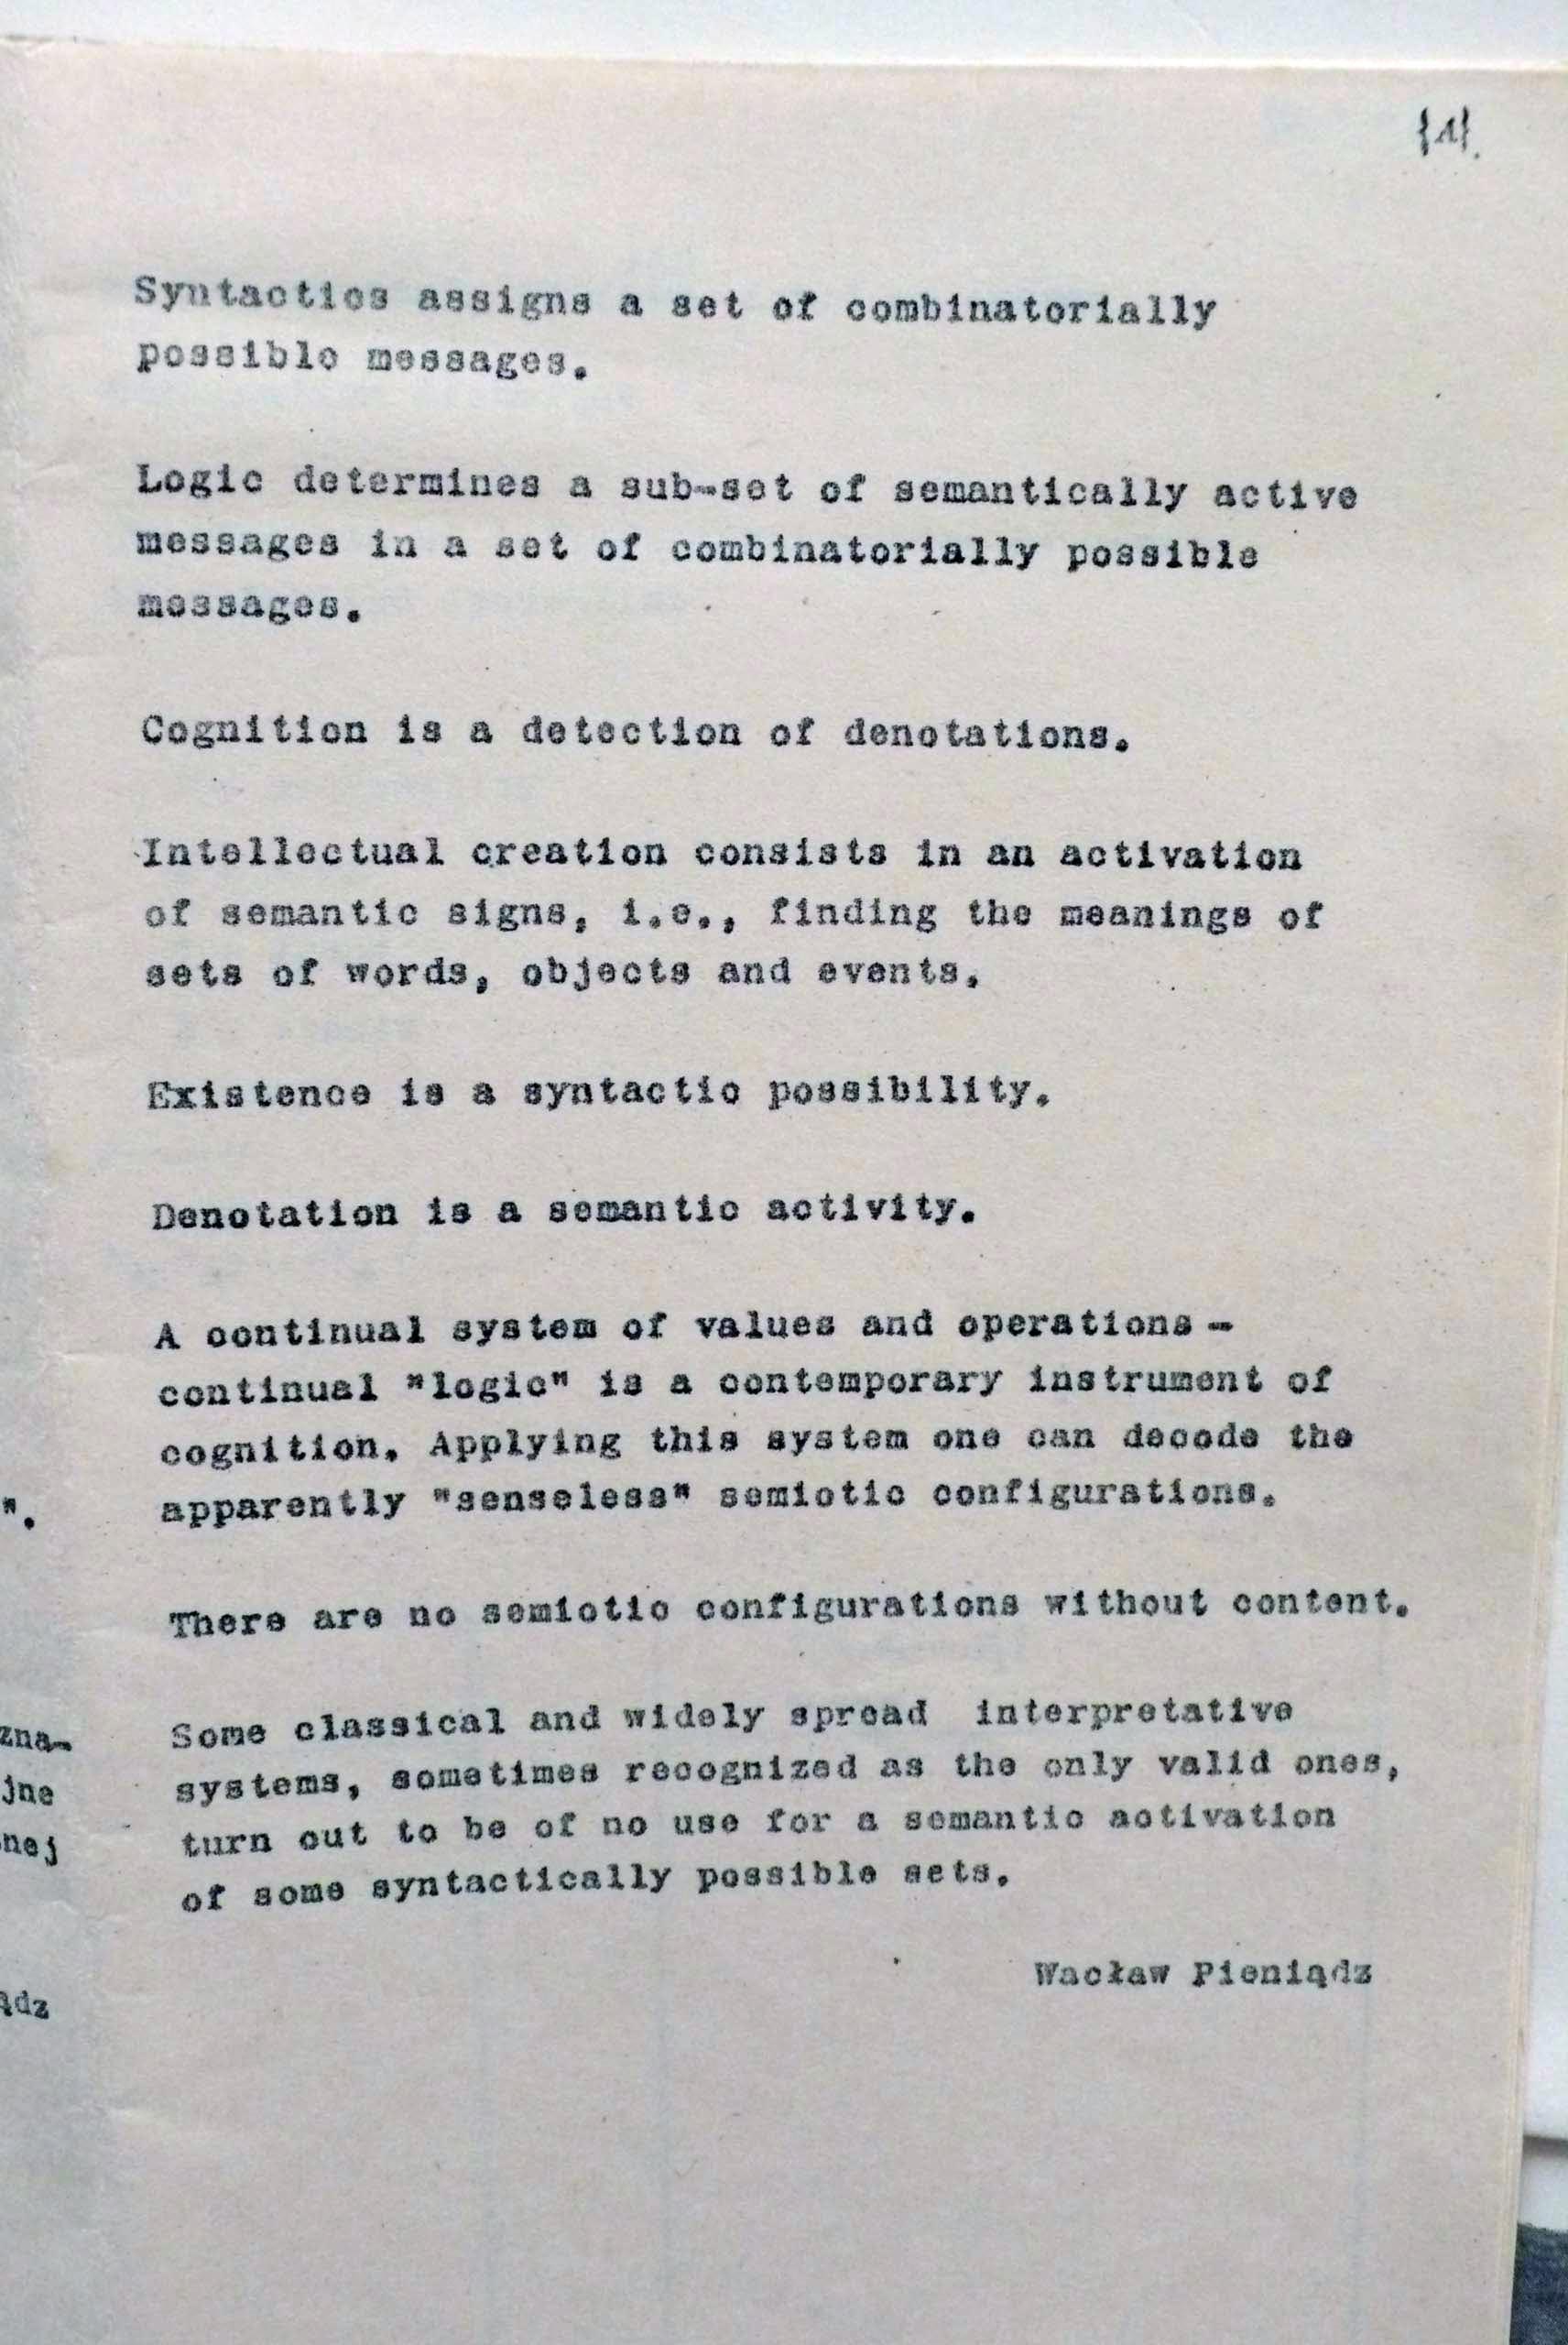 {1}.
Syntactics assigns a set of combinatorially
possible messages.
Logic determines a sub-set of semantically active
messages in a set of combinatorially possible
messages.
Cognition is a detection of denotations.
Intellectual creation consists in an activation
of semantic signs, i.e., finding the meanings of
sets of words, objects and events.
Existence is a syntactic possibility.
Denotation is a semantic activity.
A continual system of values and operations -
continual "logic" is a contemporary instrument of
cognition. Applying this system one can decode the
apparently "senseless" semiotic configurations.
There are no semiotic configurations without content.
Some classical and widely spread interpretative
systems, sometimes recognized as the only valid ones,
turn out to be of no use for a semantic activation
of some syntactically possible sets.
Wacław Pieniądz
".
zna-
jne
nej
ądz